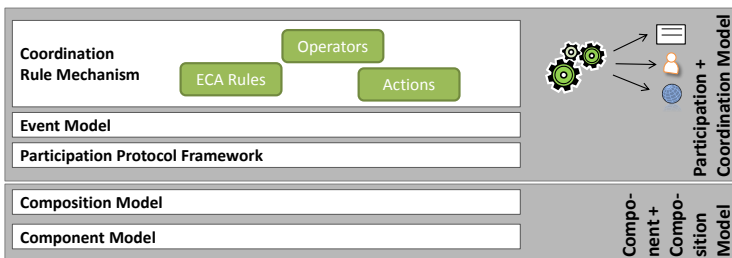 Coordination
Rule Mechanism
Operators
ECA Rules
Actions
Event Model
Participation Protocol Framework
Participation +
Coordination Model
Composition Model
Component Model
Compo-
nent +
Compo-
sition
Model